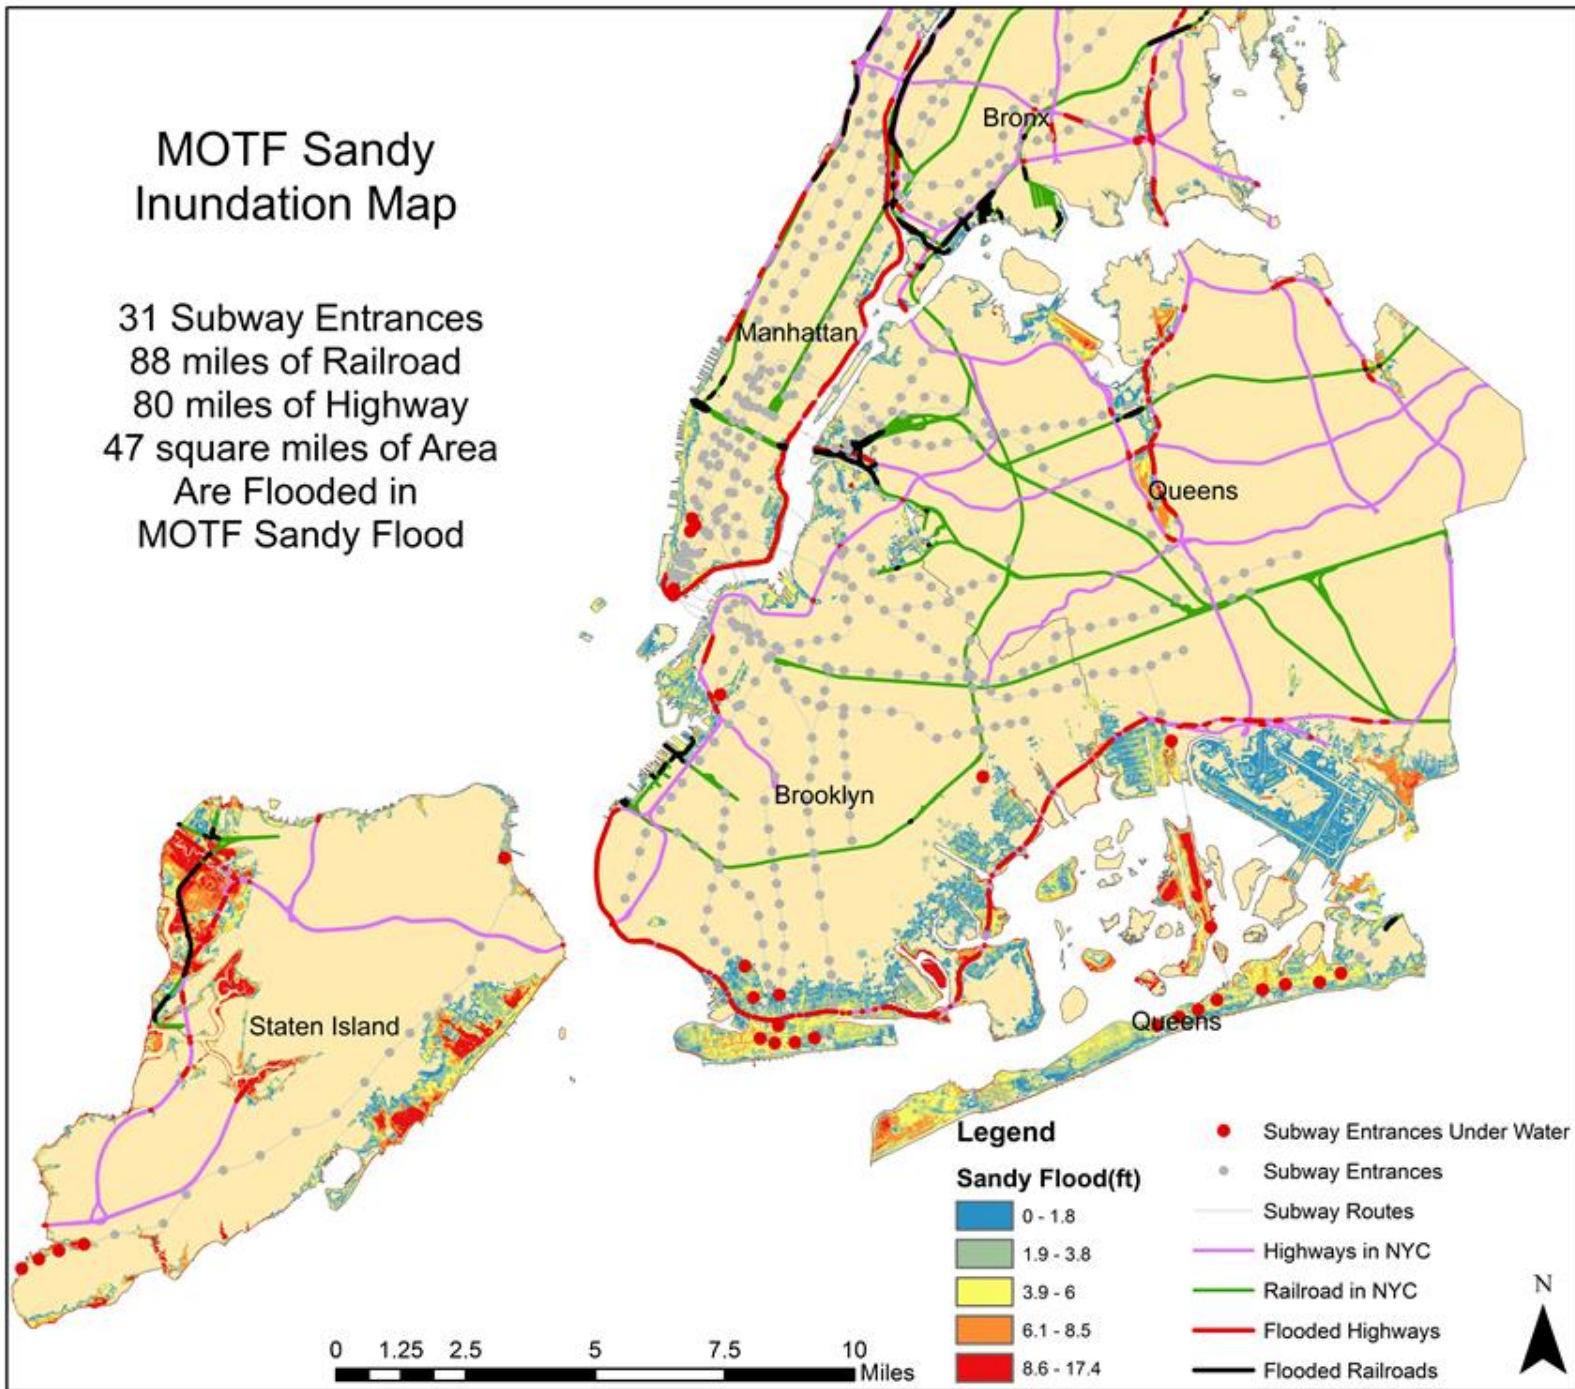 MOTF Sandy
Inundation Map
31 Subway Entrances
88 miles of Railroad
80 miles of Highway
47 square miles of Area
Are Flooded in
MOTF Sandy Flood
Bronx
Manhattan
Queens
Brooklyn
Staten Island
Queens
Legend
Sandy Flood(ft)
0 - 1.8
1.9 - 3.8
3.9 - 6
6.1 - 8.5
8.6 - 17.4
Subway Entrances Under Water
Subway Entrances
Subway Routes
Highways in NYC
Railroad in NYC
Flooded Highways
Flooded Railroads
N
0 1.25 2.5 5 7.5 10
Miles